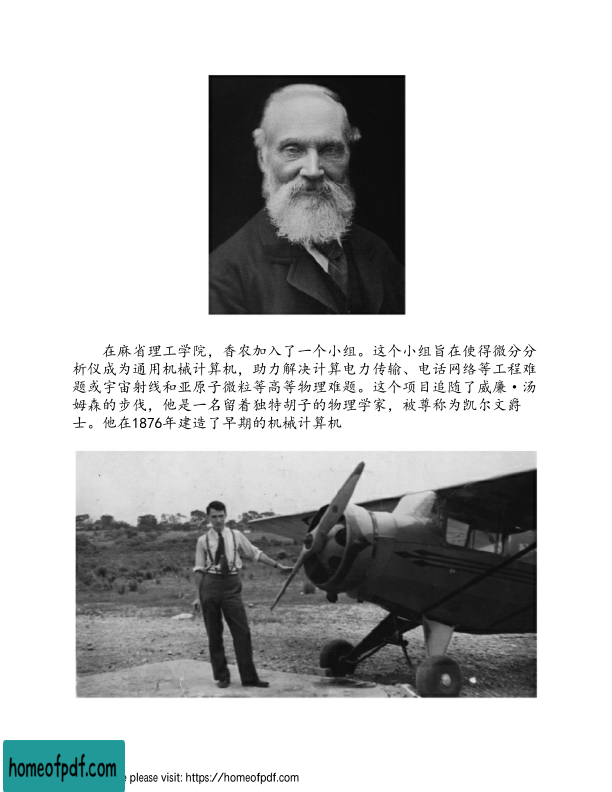 在麻省理工学院，香农加入了一个小组。这个小组旨在使得微分分
析仪成为通用机械计算机，助力解决计算电力传输、电话网络等工程难
题或宇宙射线和亚原子微粒等高等物理难题。这个项目追随了威廉·汤
姆森的步伐，他是一名留着独特胡子的物理学家，被尊称为凯尔文爵
士。他在1876年建造了早期的机械计算机
homeofpdf.com
e please visit: https://homeofpdf.com